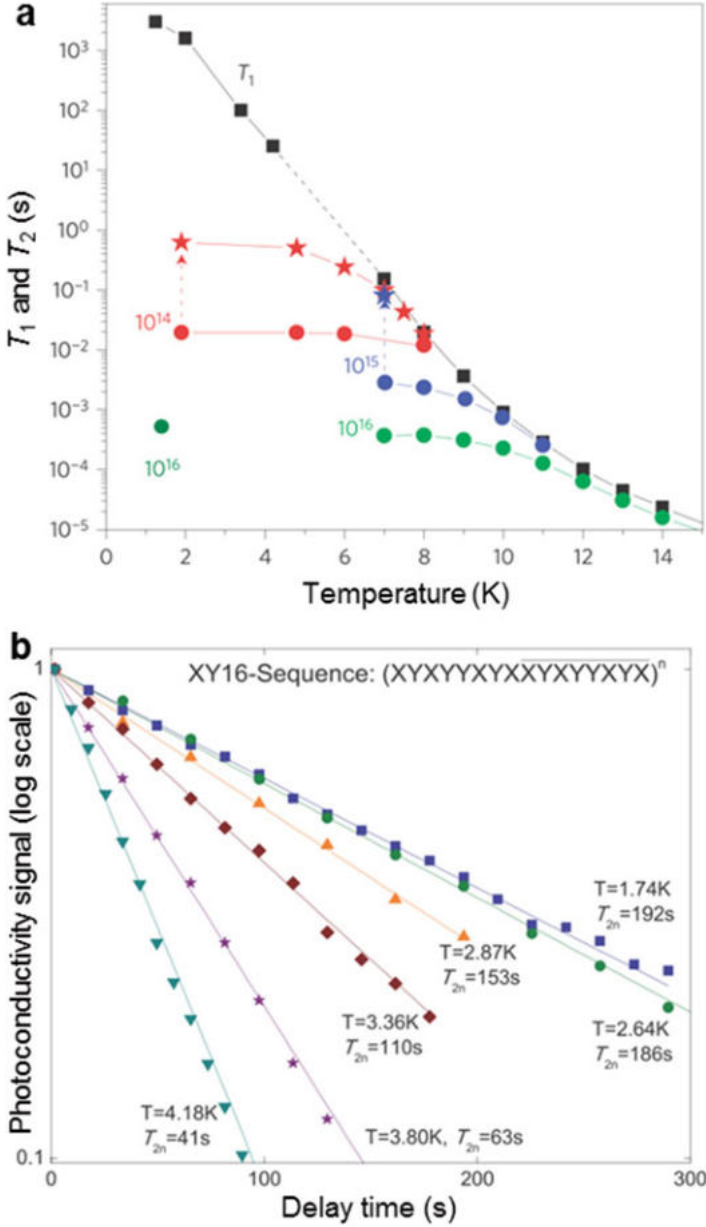 a
T₁ and T₂ (s)
10³
10²
10¹
10⁰
10⁻¹
10⁻²
10⁻³
10⁻⁴
10⁻⁵
T₁
10¹⁴
10¹⁵
10¹⁶
10¹⁶
0 2 4 6 8 10 12 14
Temperature (K)
b
Photoconductivity signal (log scale)
1
0.1
XY16-Sequence: (XYXYYXYXX̅Y̅X̅Y̅Y̅X̅Y̅X̅)ⁿ
T=1.74K
T₂ₙ=192s
T=2.87K
T₂ₙ=153s
T=3.36K
T₂ₙ=110s
T=2.64K
T₂ₙ=186s
T=4.18K
T₂ₙ=41s
T=3.80K, T₂ₙ=63s
0 100 200 300
Delay time (s)